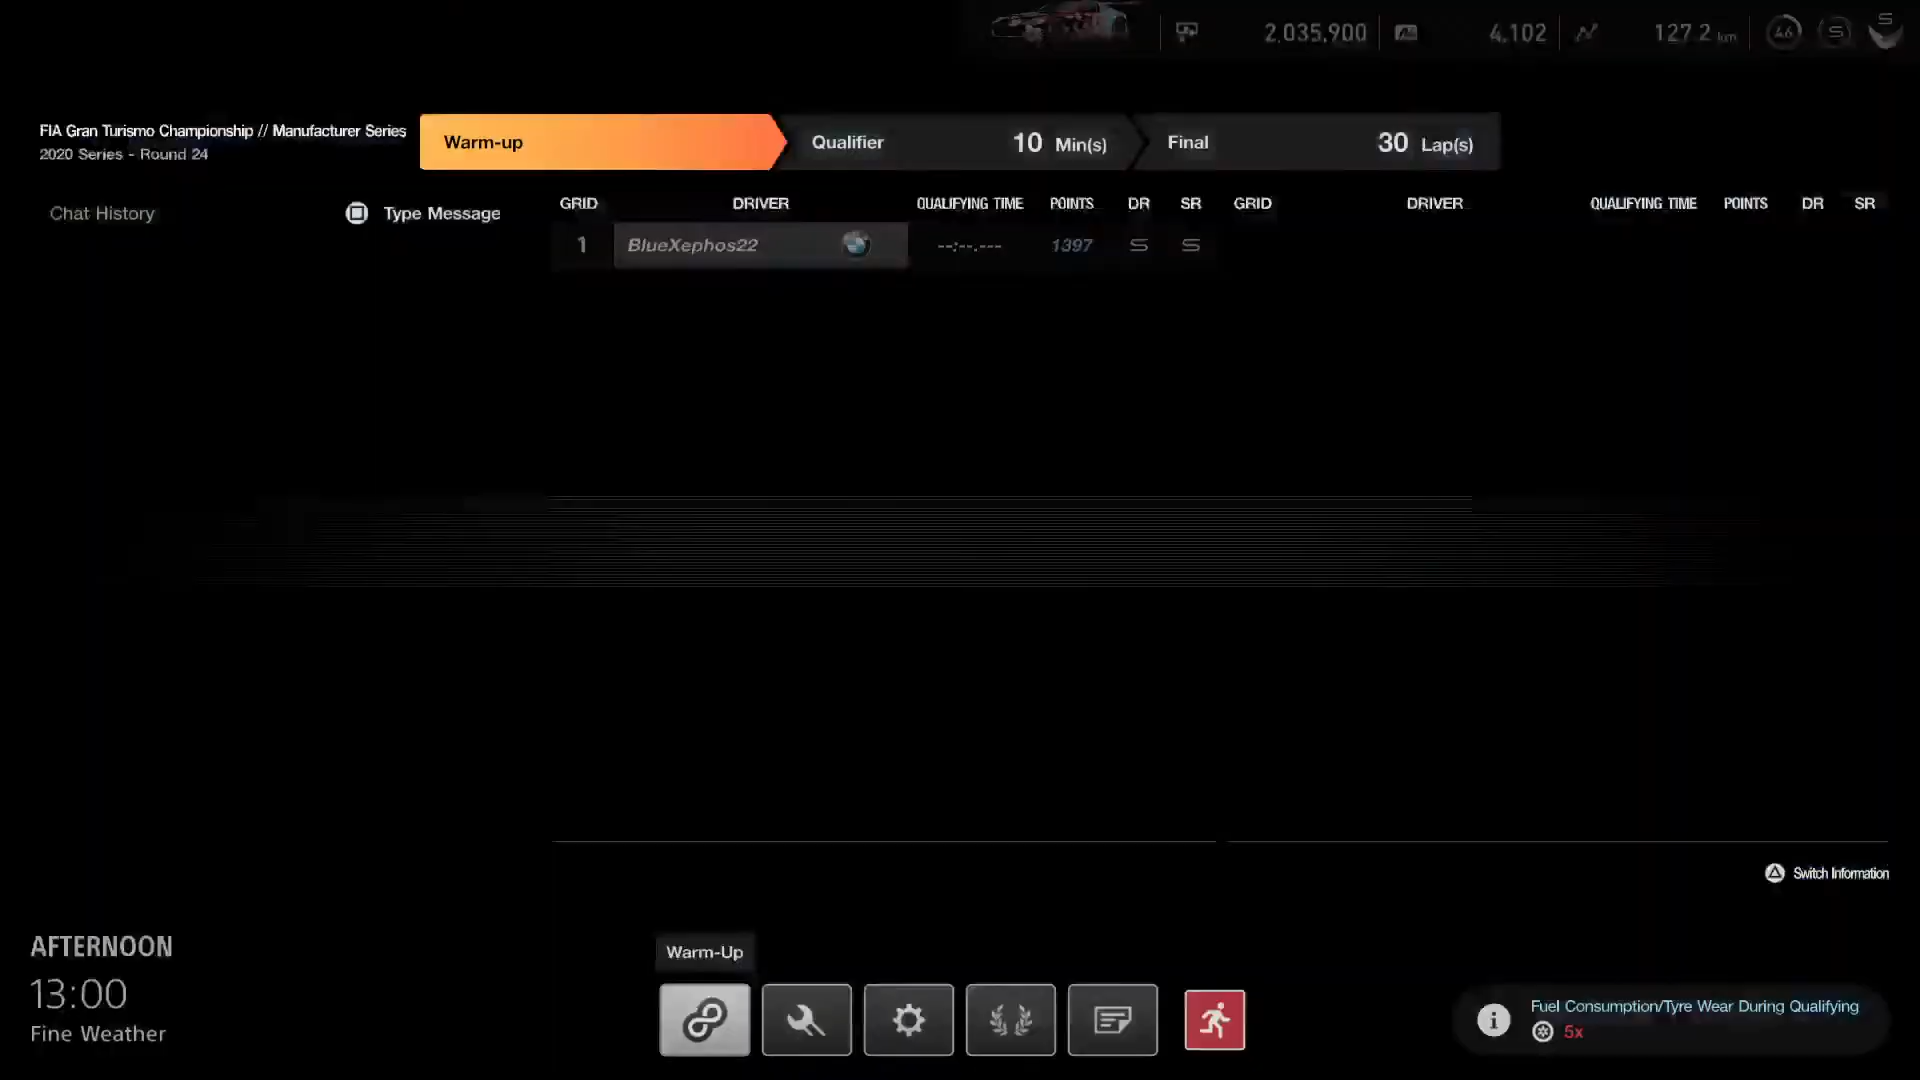 2,035,900
4,102
127.2 km
46
S
S
FIA Gran Turismo Championship // Manufacturer Series
2020 Series - Round 24
Warm-up
Qualifier 10 Min(s)
Final 30 Lap(s)
Chat History
Type Message
GRID DRIVER QUALIFYING TIME POINTS DR SR GRID DRIVER QUALIFYING TIME POINTS DR SR
1 BlueXephos22 --:--.--- 1397 S S
Switch Information
AFTERNOON
13:00
Fine Weather
Warm-Up
Fuel Consumption/Tyre Wear During Qualifying
5x